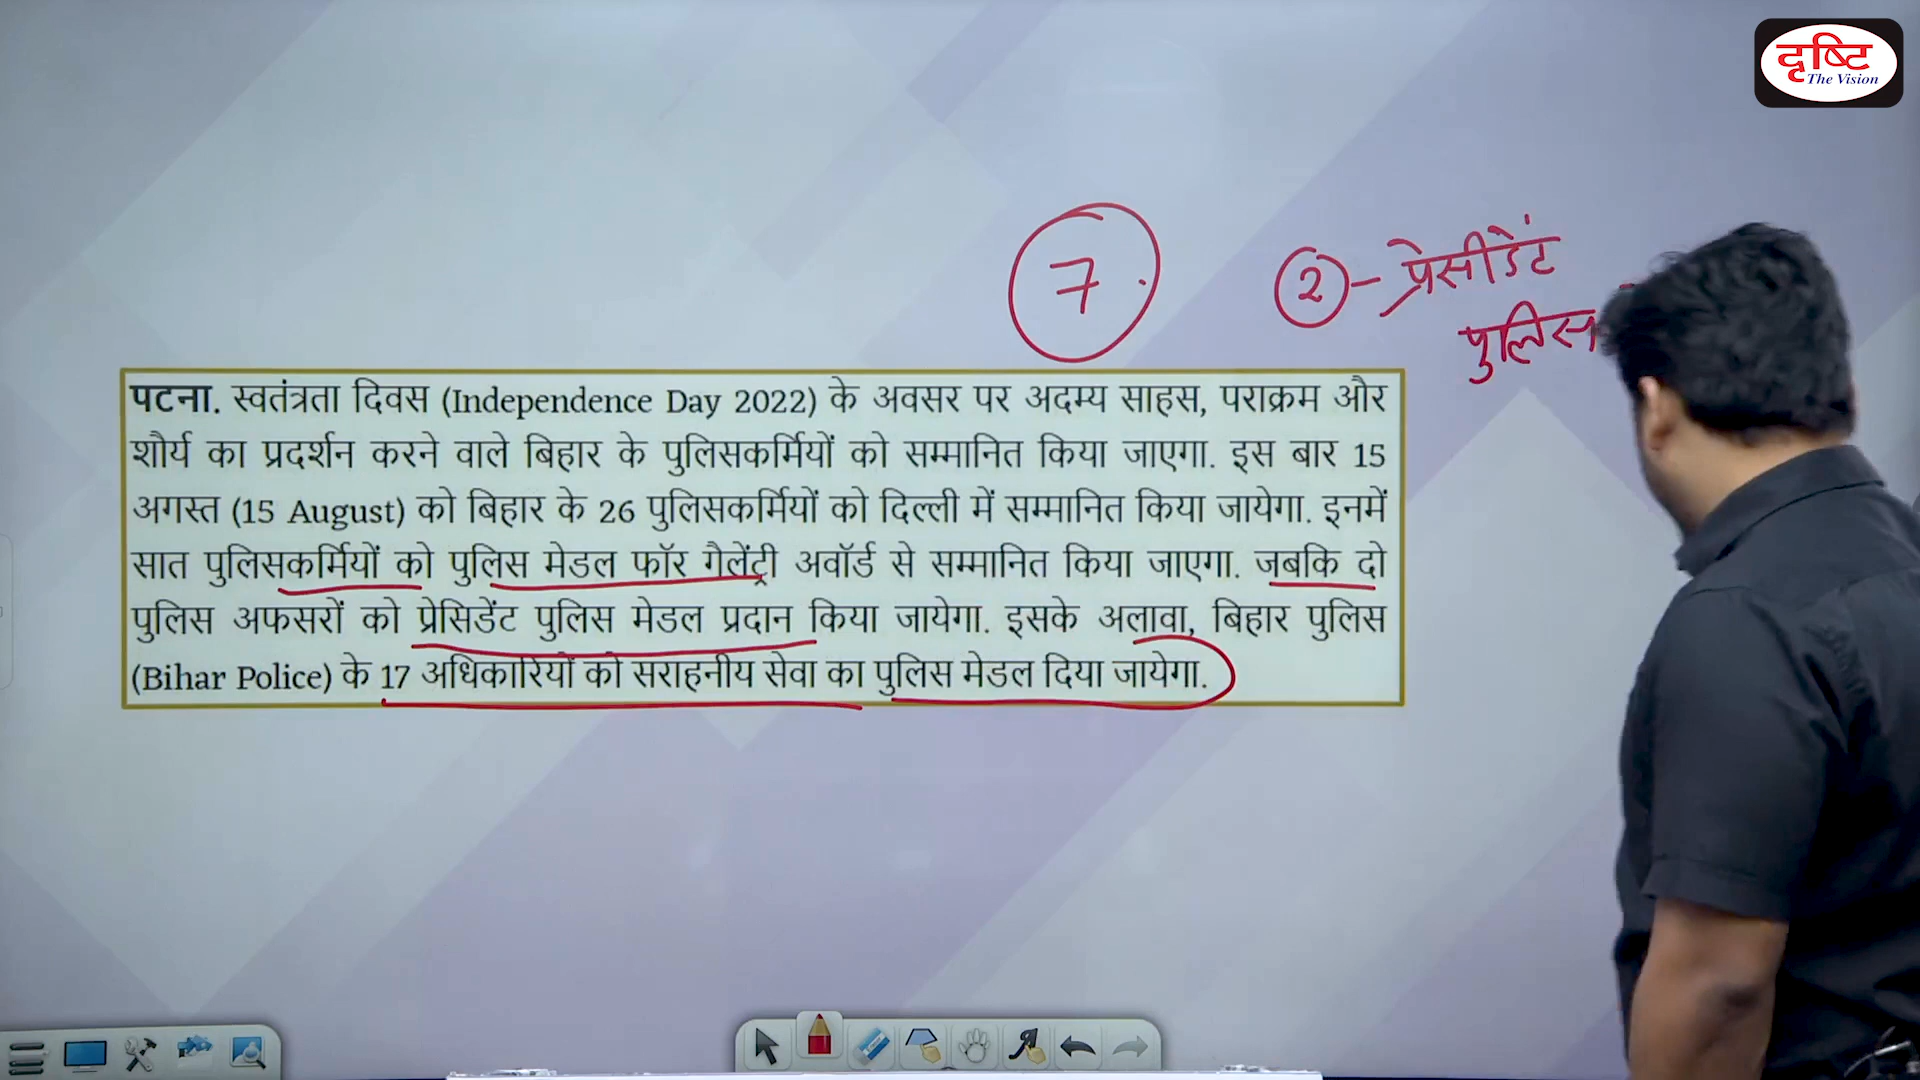 दृष्टि
The Vision
7
2 - प्रेसीडेंट
पुलिस
पटना. स्वतंत्रता दिवस (Independence Day 2022) के अवसर पर अदम्य साहस, पराक्रम और
शौर्य का प्रदर्शन करने वाले बिहार के पुलिसकर्मियों को सम्मानित किया जाएगा. इस बार 15
अगस्त (15 August) को बिहार के 26 पुलिसकर्मियों को दिल्ली में सम्मानित किया जायेगा. इनमें
सात पुलिसकर्मियों को पुलिस मेडल फॉर गैलेंट्री अवॉर्ड से सम्मानित किया जाएगा. जबकि दो
पुलिस अफसरों को प्रेसिडेंट पुलिस मेडल प्रदान किया जायेगा. इसके अलावा, बिहार पुलिस
(Bihar Police) के 17 अधिकारियों को सराहनीय सेवा का पुलिस मेडल दिया जायेगा.